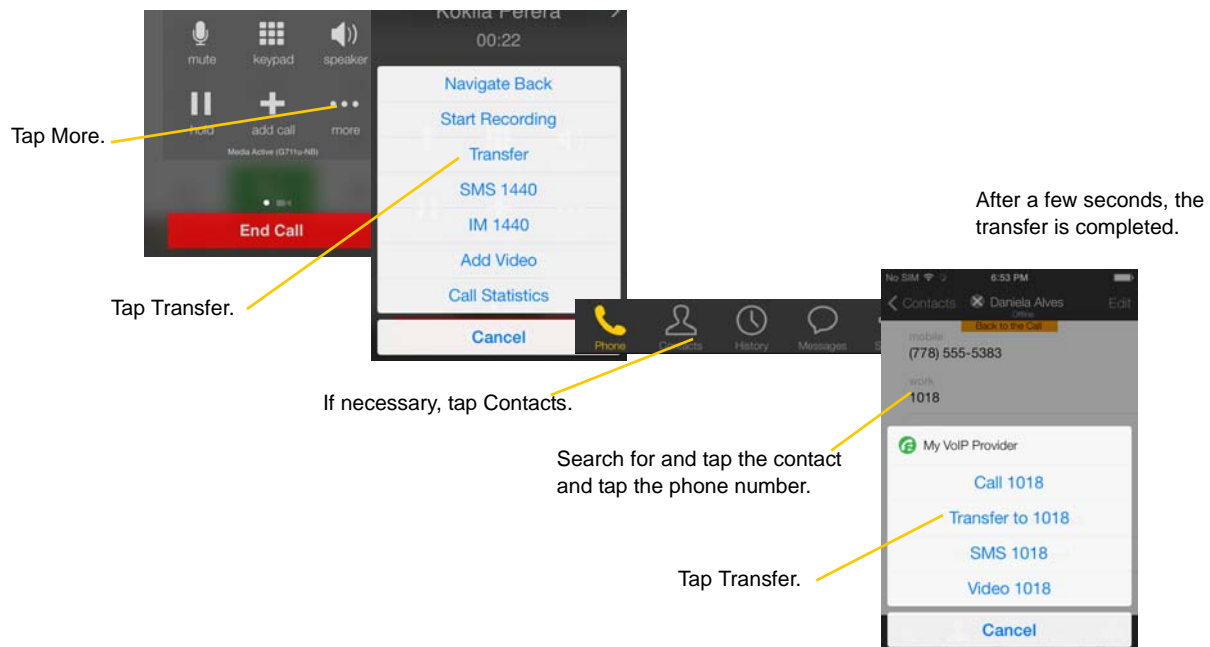 Kokila Perera
00:22
mute keypad speaker
hold add call more
Media Active (G711u-NB)
End Call
Tap More.
Navigate Back
Start Recording
Transfer
SMS 1440
IM 1440
Add Video
Call Statistics
Cancel
Tap Transfer.
Phone Contacts History Messages
If necessary, tap Contacts.
After a few seconds, the
transfer is completed.
No SIM 6:53 PM
Contacts Daniela Alves Edit
Offline
Back to the Call
mobile
(778) 555-5383
work
1018
Search for and tap the contact
and tap the phone number.
My VoIP Provider
Call 1018
Transfer to 1018
SMS 1018
Video 1018
Cancel
Tap Transfer.